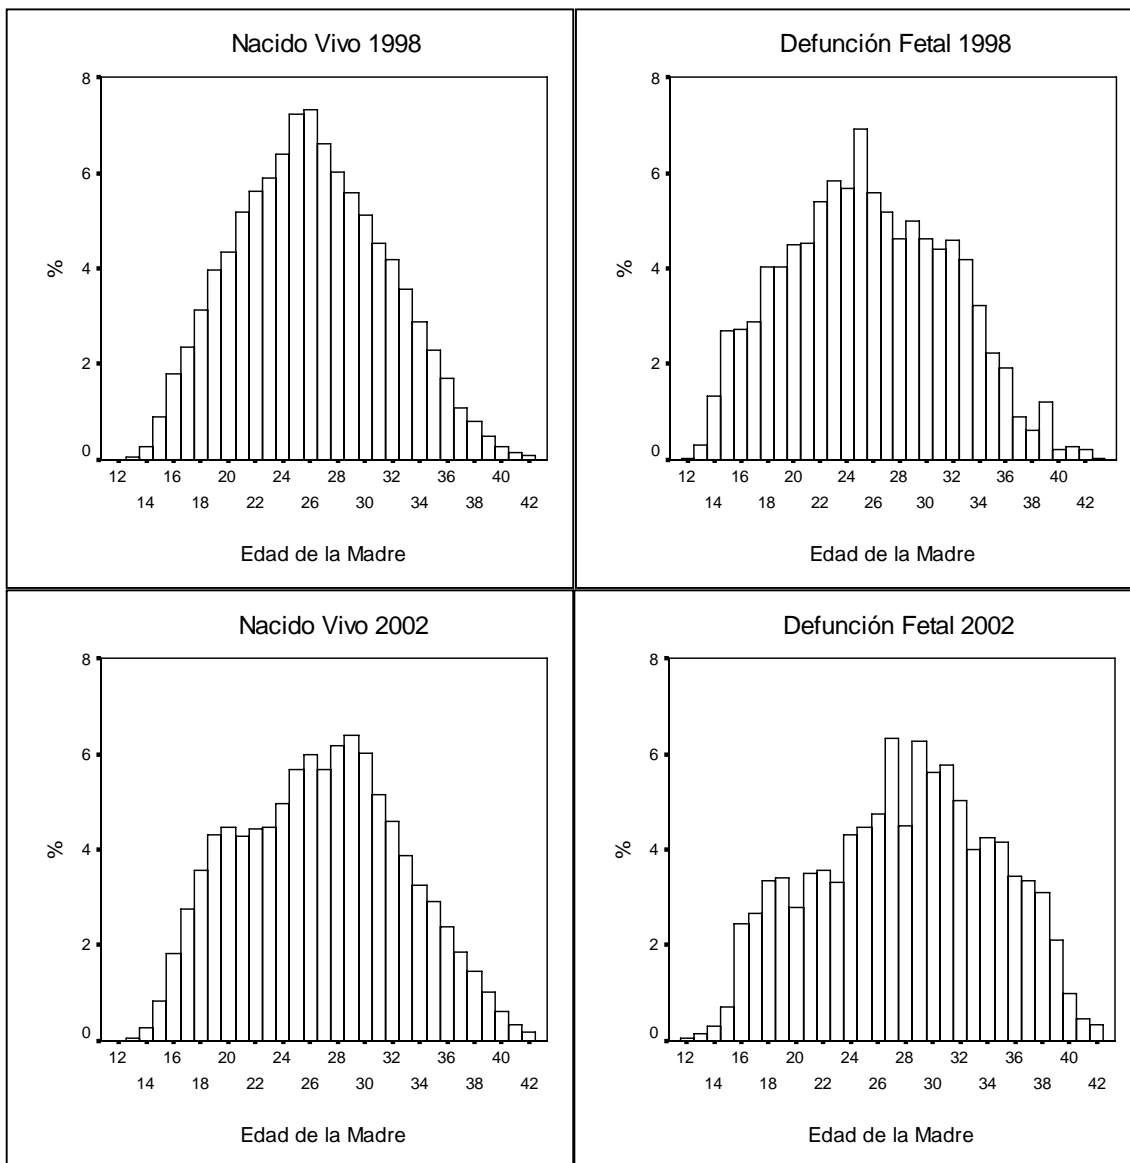 Nacido Vivo 1998
8
6
4
2
0
%
12 16 20 24 28 32 36 40
14 18 22 26 30 34 38 42
Edad de la Madre
Defunción Fetal 1998
8
6
4
2
0
%
12 16 20 24 28 32 36 40
14 18 22 26 30 34 38 42
Edad de la Madre
Nacido Vivo 2002
8
6
4
2
0
%
12 16 20 24 28 32 36 40
14 18 22 26 30 34 38 42
Edad de la Madre
Defunción Fetal 2002
8
6
4
2
0
%
12 16 20 24 28 32 36 40
14 18 22 26 30 34 38 42
Edad de la Madre